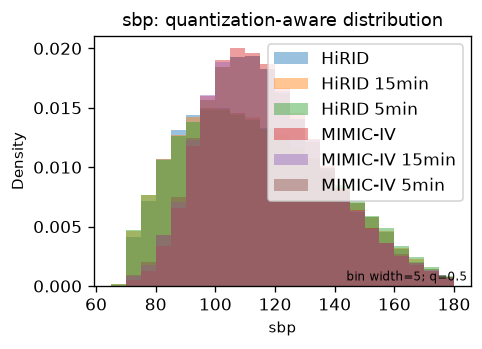 sbp: quantization-aware distribution
HiRID
HiRID 15min
HiRID 5min
MIMIC-IV
MIMIC-IV 15min
MIMIC-IV 5min
0.020
0.015
0.010
0.005
0.000
Density
bin width=5; q=0.5
60 80 100 120 140 160 180
sbp